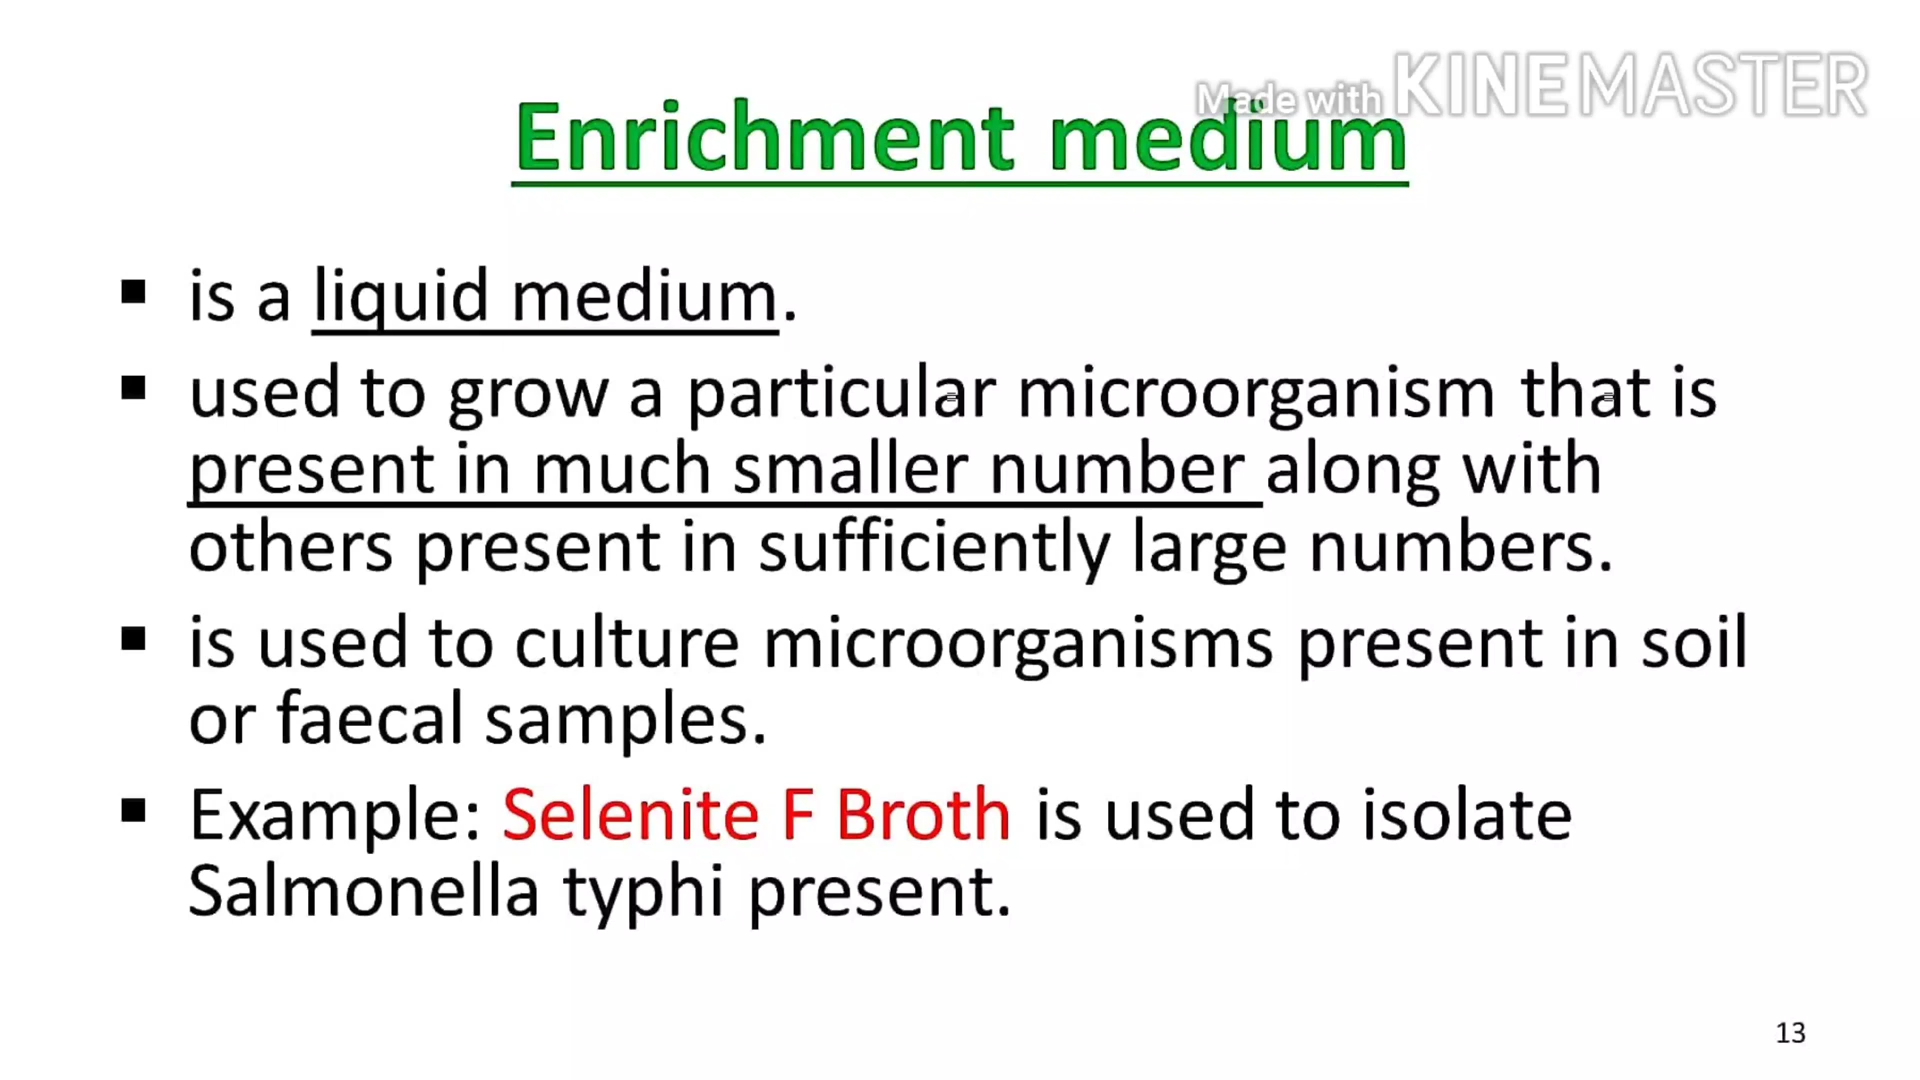 Made with KINEMASTER
Enrichment medium
▪ is a liquid medium.
▪ used to grow a particular microorganism that is
present in much smaller number along with
others present in sufficiently large numbers.
▪ is used to culture microorganisms present in soil
or faecal samples.
▪ Example: Selenite F Broth is used to isolate
Salmonella typhi present.
13